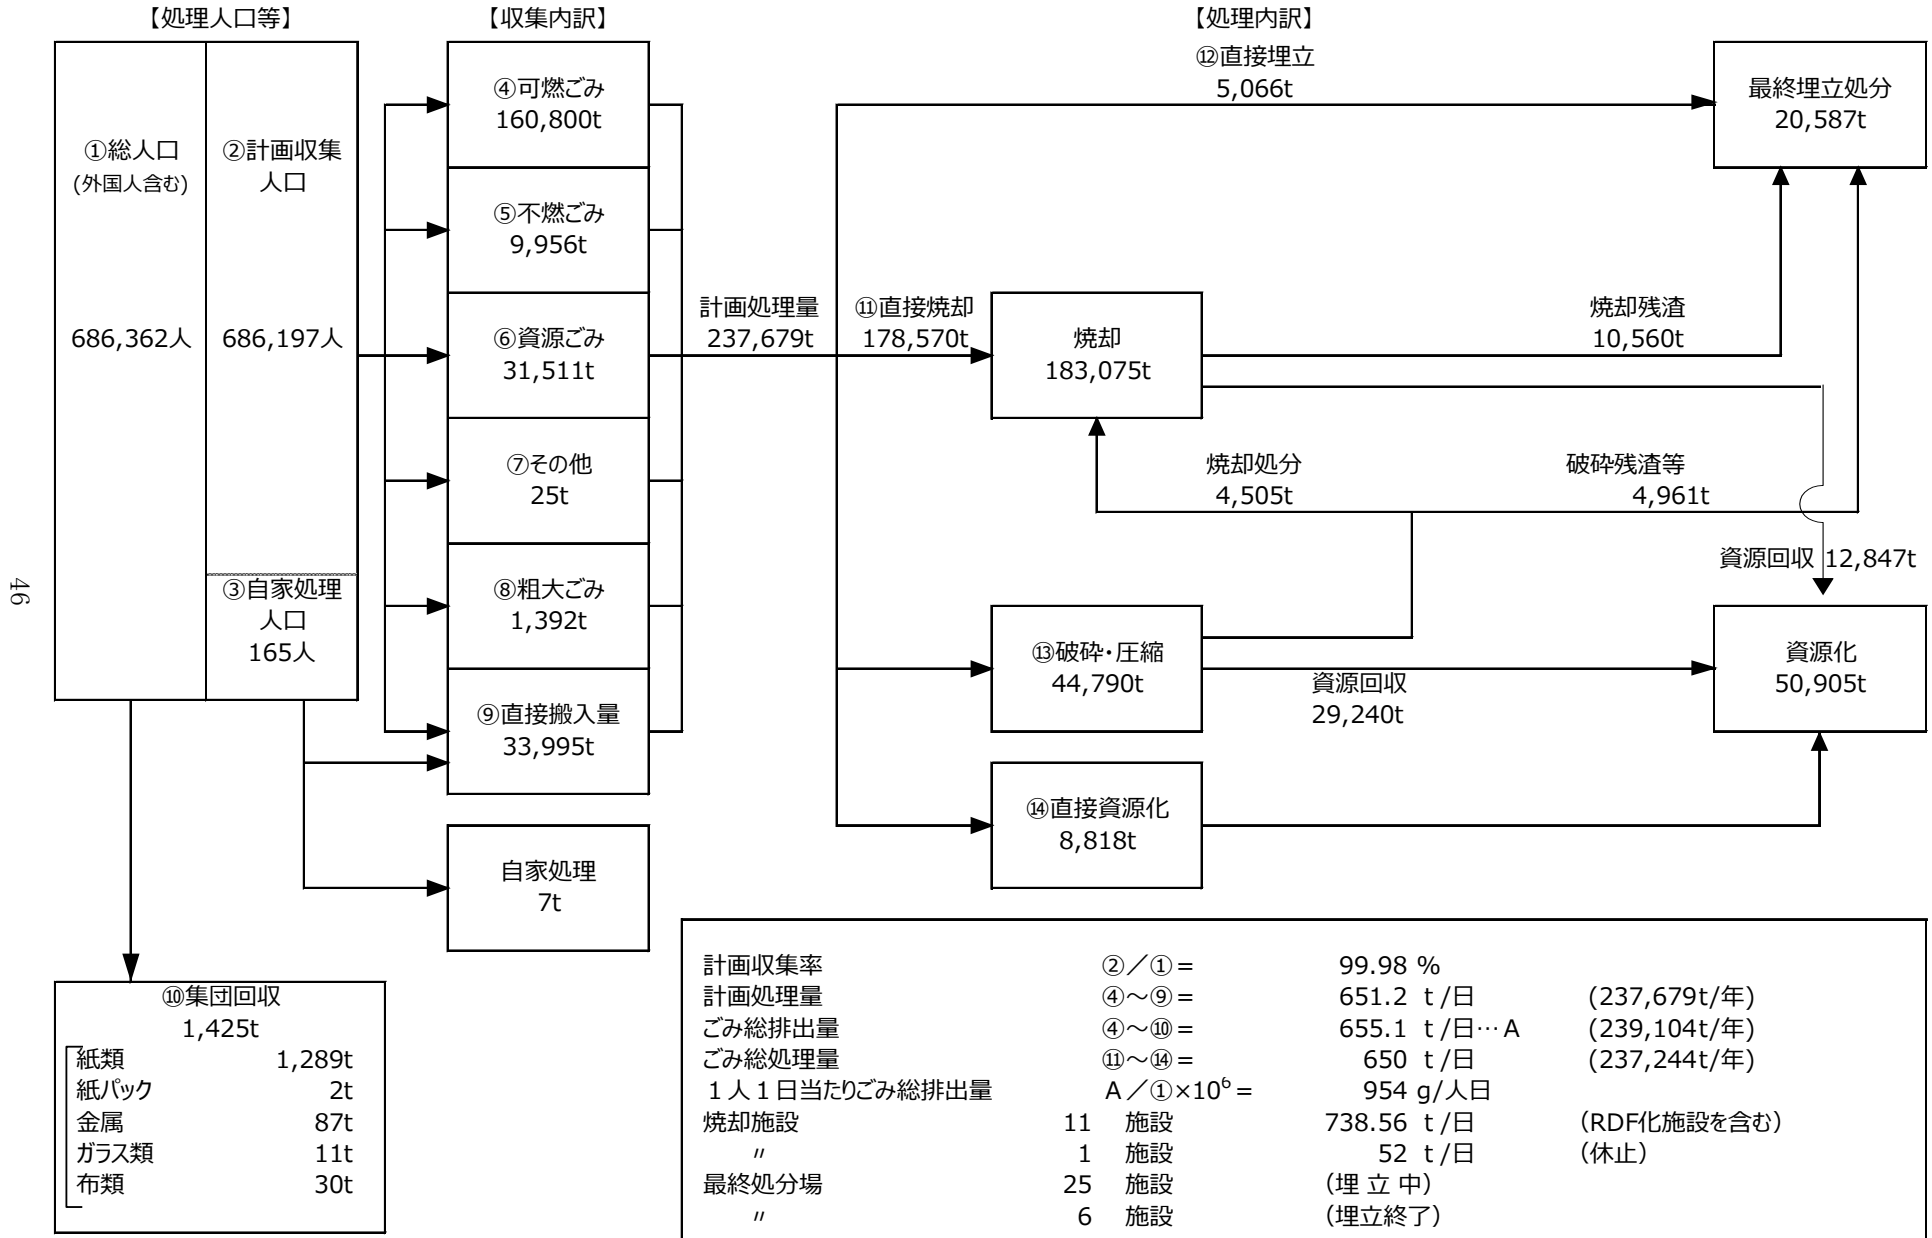 【処理人口等】
【収集内訳】
【処理内訳】
①総人口
(外国人含む)
686,362人
②計画収集
人口
686,197人
③自家処理
人口
165人
④可燃ごみ
160,800t
⑤不燃ごみ
9,956t
⑥資源ごみ
31,511t
⑦その他
25t
⑧粗大ごみ
1,392t
⑨直接搬入量
33,995t
自家処理
7t
計画処理量
237,679t
⑫直接埋立
5,066t
⑪直接焼却
178,570t
焼却
183,075t
焼却残渣
10,560t
最終埋立処分
20,587t
焼却処分
4,505t
破砕残渣等
4,961t
資源回収 12,847t
⑬破砕・圧縮
44,790t
資源回収
29,240t
資源化
50,905t
⑭直接資源化
8,818t
⑩集団回収
1,425t
紙類 1,289t
紙パック 2t
金属 87t
ガラス類 11t
布類 30t
計画収集率 ②／①= 99.98 %
計画処理量 ④～⑨= 651.2 t/日 (237,679t/年)
ごみ総排出量 ④～⑩= 655.1 t/日…A (239,104t/年)
ごみ総処理量 ⑪～⑭= 650 t/日 (237,244t/年)
１人１日当たりごみ総排出量 A／①×10⁶= 954 g/人日
焼却施設 11 施設 738.56 t/日 (RDF化施設を含む)
〃 1 施設 52 t/日 (休止)
最終処分場 25 施設 (埋立中)
〃 6 施設 (埋立終了)
46